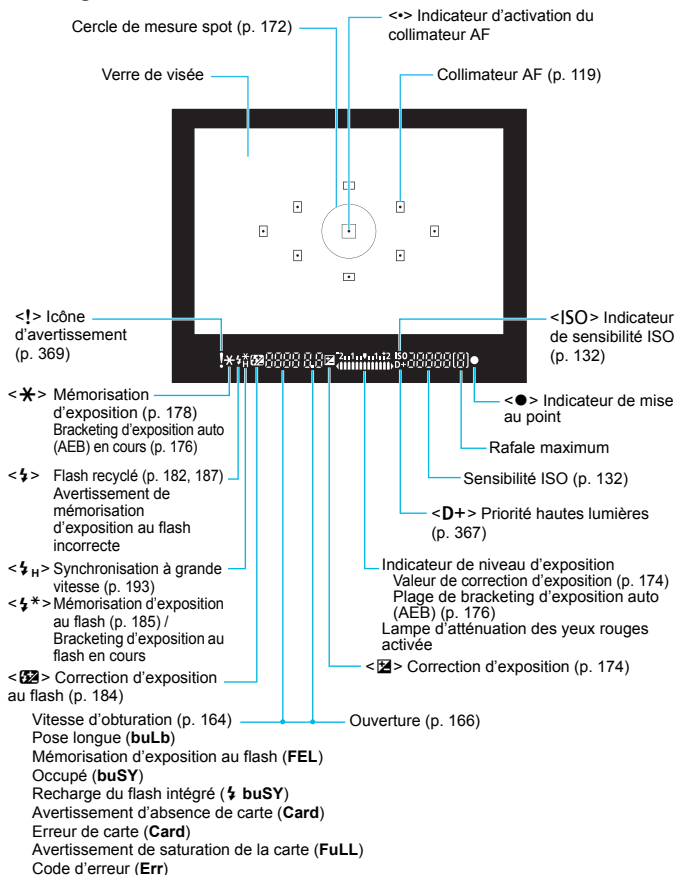 <•> Indicateur d'activation du
collimateur AF
Cercle de mesure spot (p. 172)
Verre de visée
Collimateur AF (p. 119)
<!> Icône
d'avertissement
(p. 369)
<ISO> Indicateur
de sensibilité ISO
(p. 132)
<✱> Mémorisation
d'exposition (p. 178)
Bracketing d'exposition auto
(AEB) en cours (p. 176)
<●> Indicateur de mise
au point
Rafale maximum
<⚡> Flash recyclé (p. 182, 187)
Avertissement de
mémorisation
d'exposition au flash
incorrecte
Sensibilité ISO (p. 132)
<D+> Priorité hautes lumières
(p. 367)
<⚡H> Synchronisation à grande
vitesse (p. 193)
<⚡*> Mémorisation d'exposition
au flash (p. 185) /
Bracketing d'exposition au
flash en cours
Indicateur de niveau d'exposition
Valeur de correction d'exposition (p. 174)
Plage de bracketing d'exposition auto
(AEB) (p. 176)
Lampe d'atténuation des yeux rouges
activée
<Correction d'exposition
au flash (p. 184)
<> Correction d'exposition (p. 174)
Vitesse d'obturation (p. 164)
Ouverture (p. 166)
Pose longue (buLb)
Mémorisation d'exposition au flash (FEL)
Occupé (buSY)
Recharge du flash intégré (⚡ buSY)
Avertissement d'absence de carte (Card)
Erreur de carte (Card)
Avertissement de saturation de la carte (FuLL)
Code d'erreur (Err)